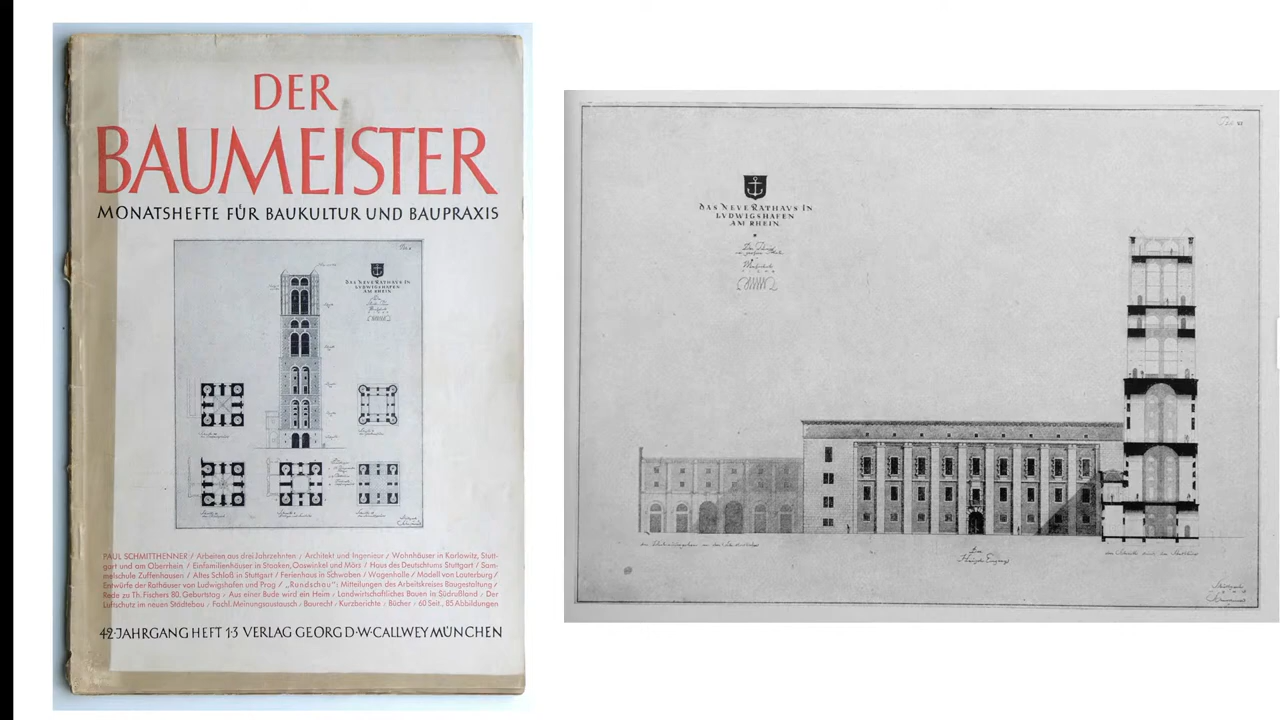 DER
BAUMEISTER
MONATSHEFTE FÜR BAUKULTUR UND BAUPRAXIS
DAS NEVE RATHAVS IN
LVDWIGSHAFEN
AM RHEIN
PAUL SCHMITTHENNER / Arbeiten aus drei Jahrzehnten / Architekt und Ingenieur / Wohnhäuser in Karlowitz, Stutt-
gart und am Oberrhein / Einfamilienhäuser in Staaken, Ooswinkel und Mörs / Haus des Deutschtums Stuttgart / Sam-
melschule Zuffenhausen / Altes Schloß in Stuttgart / Ferienhaus in Schwaben / Wagenhalle / Modell von Lauterburg /
Entwürfe der Rathäuser von Ludwigshafen und Prag / „Rundschau": Mitteilungen des Arbeitskreises Baugestaltung /
Rede zu Th. Fischers 80. Geburtstag / Aus einer Bude wird ein Heim / Landwirtschaftliches Bauen in Südrußland / Der
Luftschutz im neuen Städtebau / Fachl. Meinungsaustausch / Baurecht / Kurzberichte / Bücher / 60 Seit., 85 Abbildungen
42·JAHRGANG HEFT 1·3 VERLAG GEORG D·W·CALLWEY MÜNCHEN
DAS NEVE RATHAVS IN
LVDWIGSHAFEN
AM RHEIN